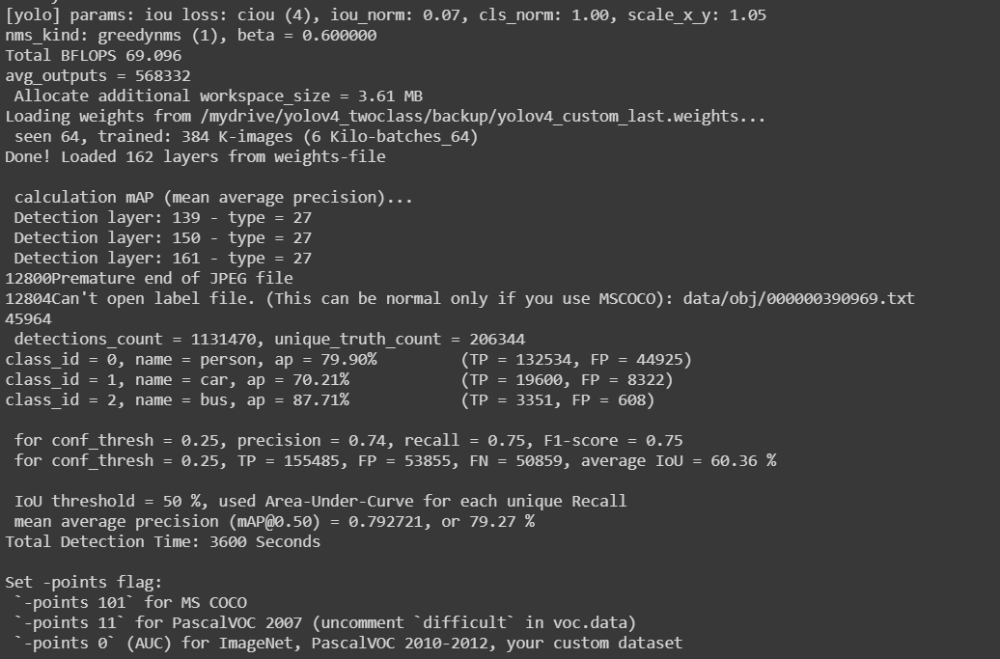 [yolo] params: iou loss: ciou (4), iou_norm: 0.07, cls_norm: 1.00, scale_x_y: 1.05
nms_kind: greedynms (1), beta = 0.600000
Total BFLOPS 69.096
avg_outputs = 568332
Allocate additional workspace_size = 3.61 MB
Loading weights from /mydrive/yolov4_twoclass/backup/yolov4_custom_last.weights...
seen 64, trained: 384 K-images (6 Kilo-batches_64)
Done! Loaded 162 layers from weights-file
calculation mAP (mean average precision)...
Detection layer: 139 - type = 27
Detection layer: 150 - type = 27
Detection layer: 161 - type = 27
12800Premature end of JPEG file
12804Can't open label file. (This can be normal only if you use MSCOCO): data/obj/000000390969.txt
45964
detections_count = 1131470, unique_truth_count = 206344
class_id = 0, name = person, ap = 79.90% (TP = 132534, FP = 44925)
class_id = 1, name = car, ap = 70.21% (TP = 19600, FP = 8322)
class_id = 2, name = bus, ap = 87.71% (TP = 3351, FP = 608)
for conf_thresh = 0.25, precision = 0.74, recall = 0.75, F1-score = 0.75
for conf_thresh = 0.25, TP = 155485, FP = 53855, FN = 50859, average IoU = 60.36 %
IoU threshold = 50 %, used Area-Under-Curve for each unique Recall
mean average precision (mAP@0.50) = 0.792721, or 79.27 %
Total Detection Time: 3600 Seconds
Set -points flag:
`-points 101` for MS COCO
`-points 11` for PascalVOC 2007 (uncomment `difficult` in voc.data)
`-points 0` (AUC) for ImageNet, PascalVOC 2010-2012, your custom dataset